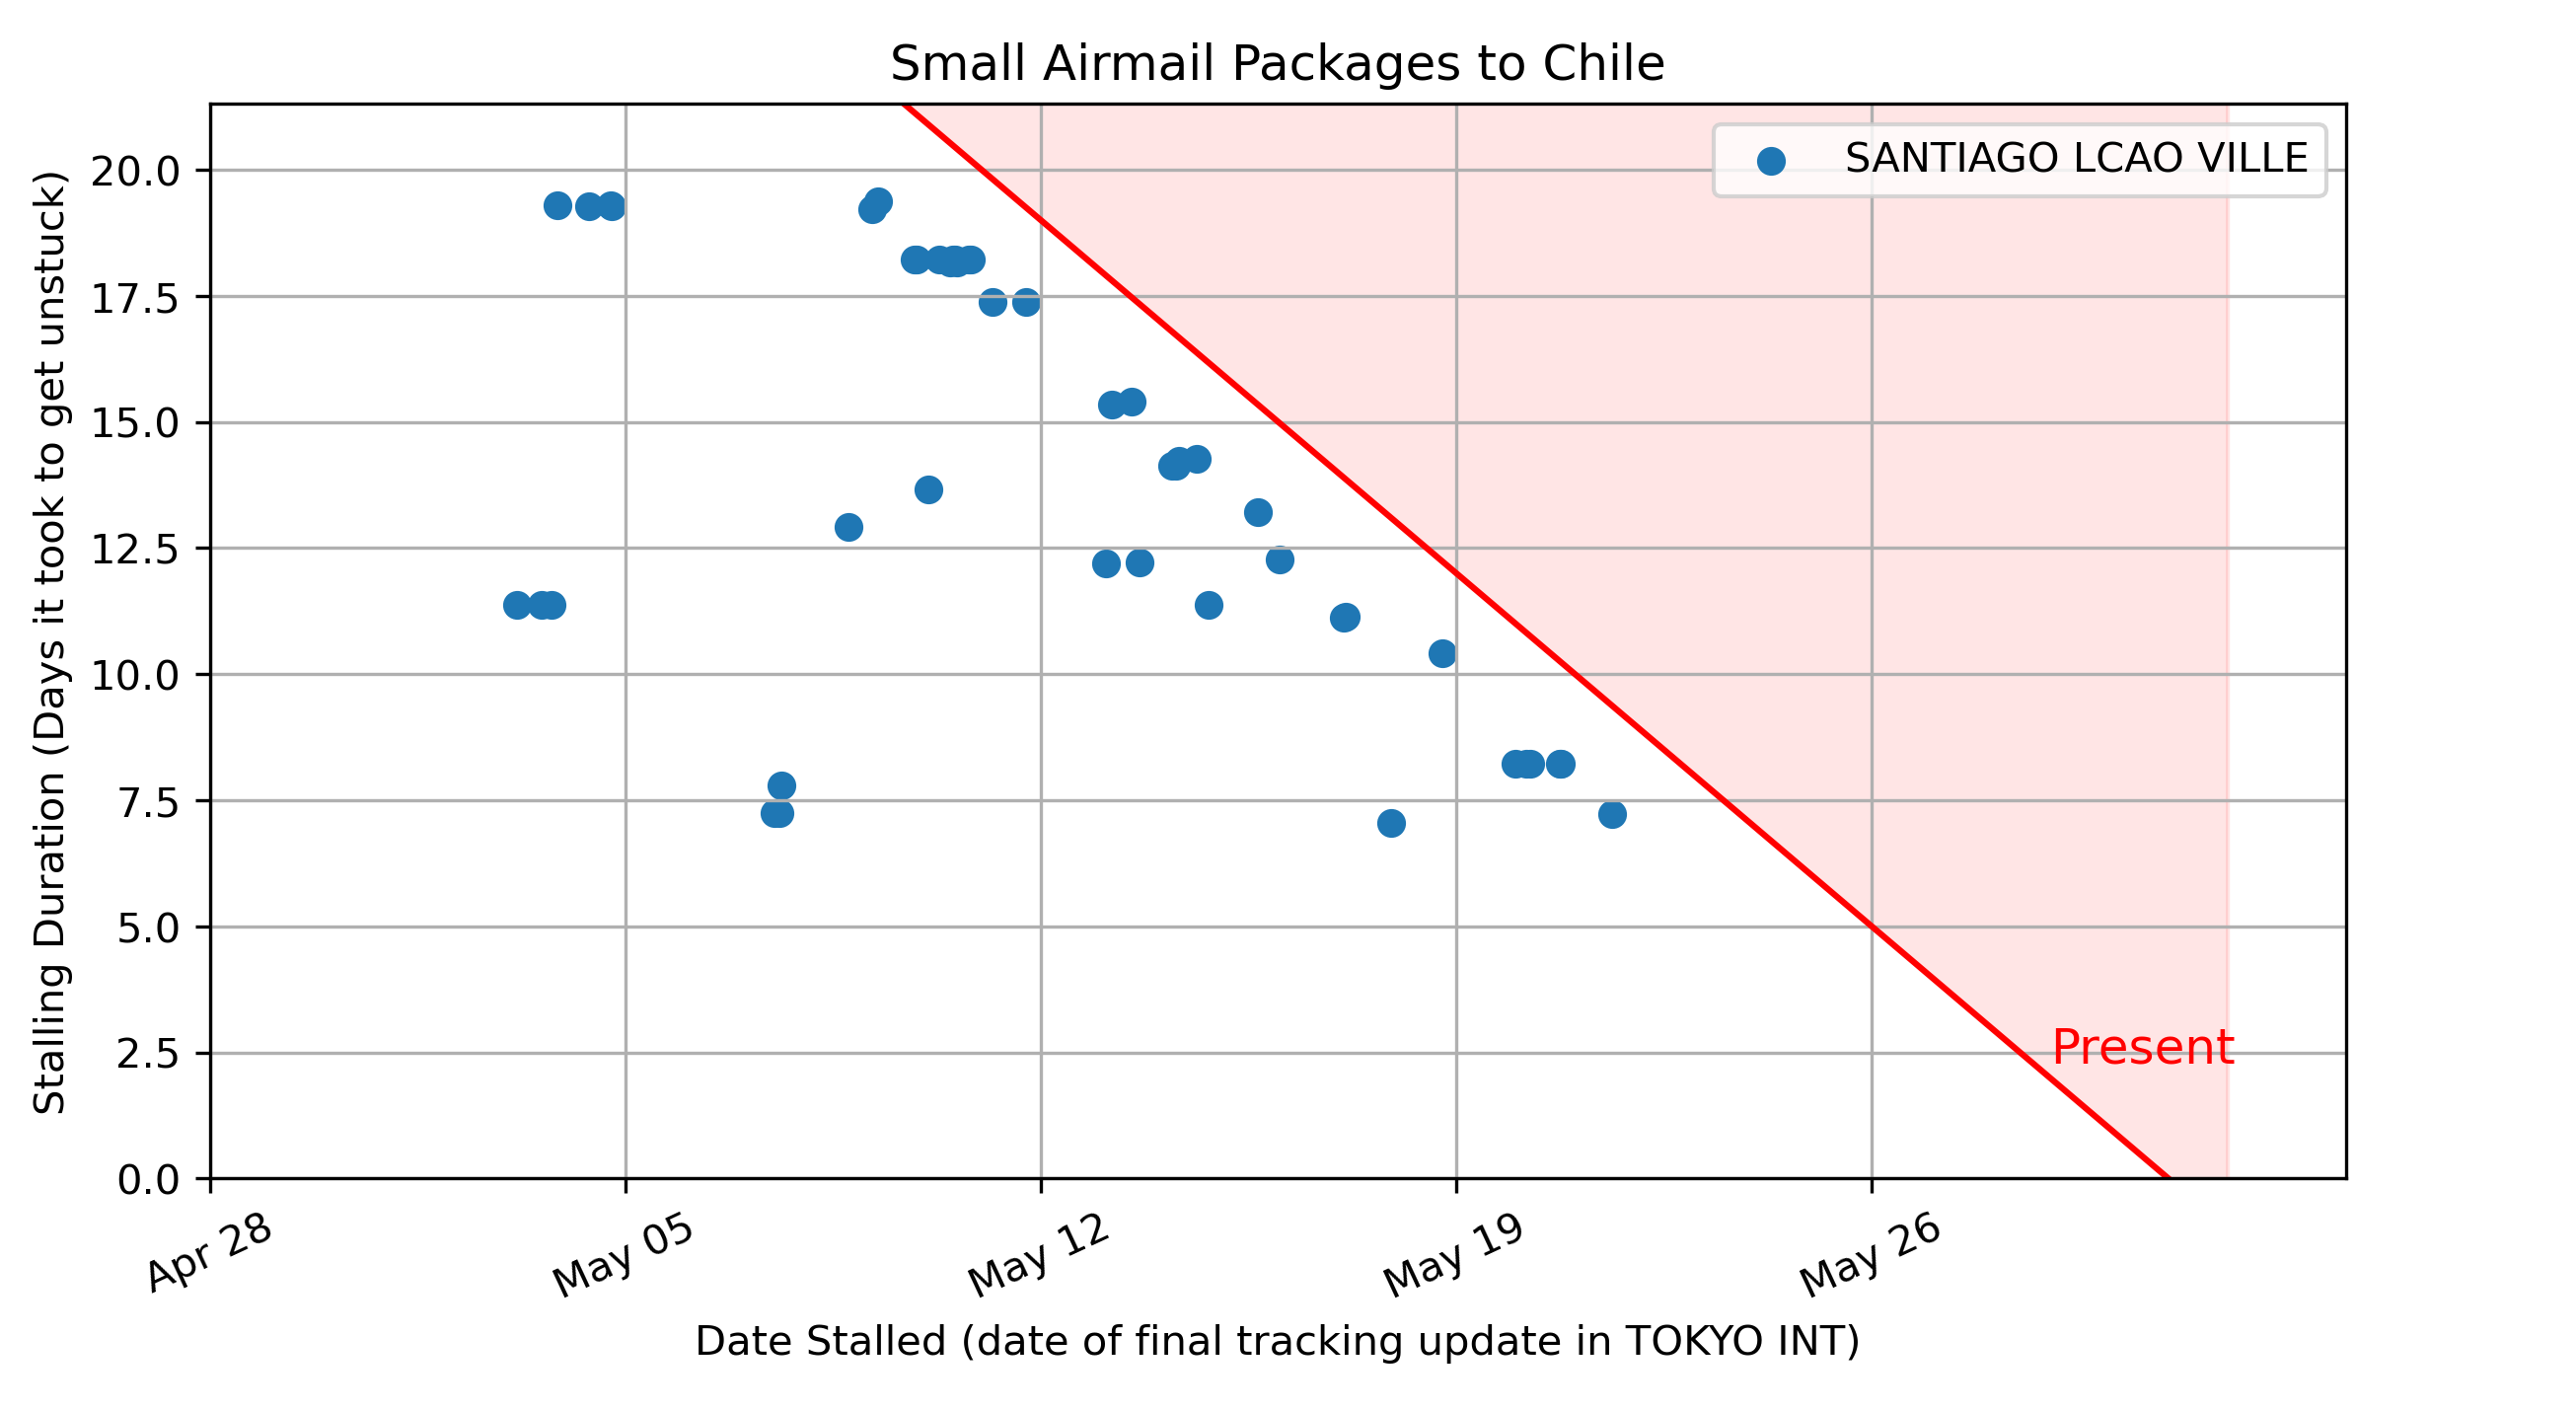 Small Airmail Packages to Chile
SANTIAGO LCAO VILLE
Stalling Duration (Days it took to get unstuck)
20.0
17.5
15.0
12.5
10.0
7.5
5.0
2.5
0.0
Present
Apr 28
May 05
May 12
May 19
May 26
Date Stalled (date of final tracking update in TOKYO INT)